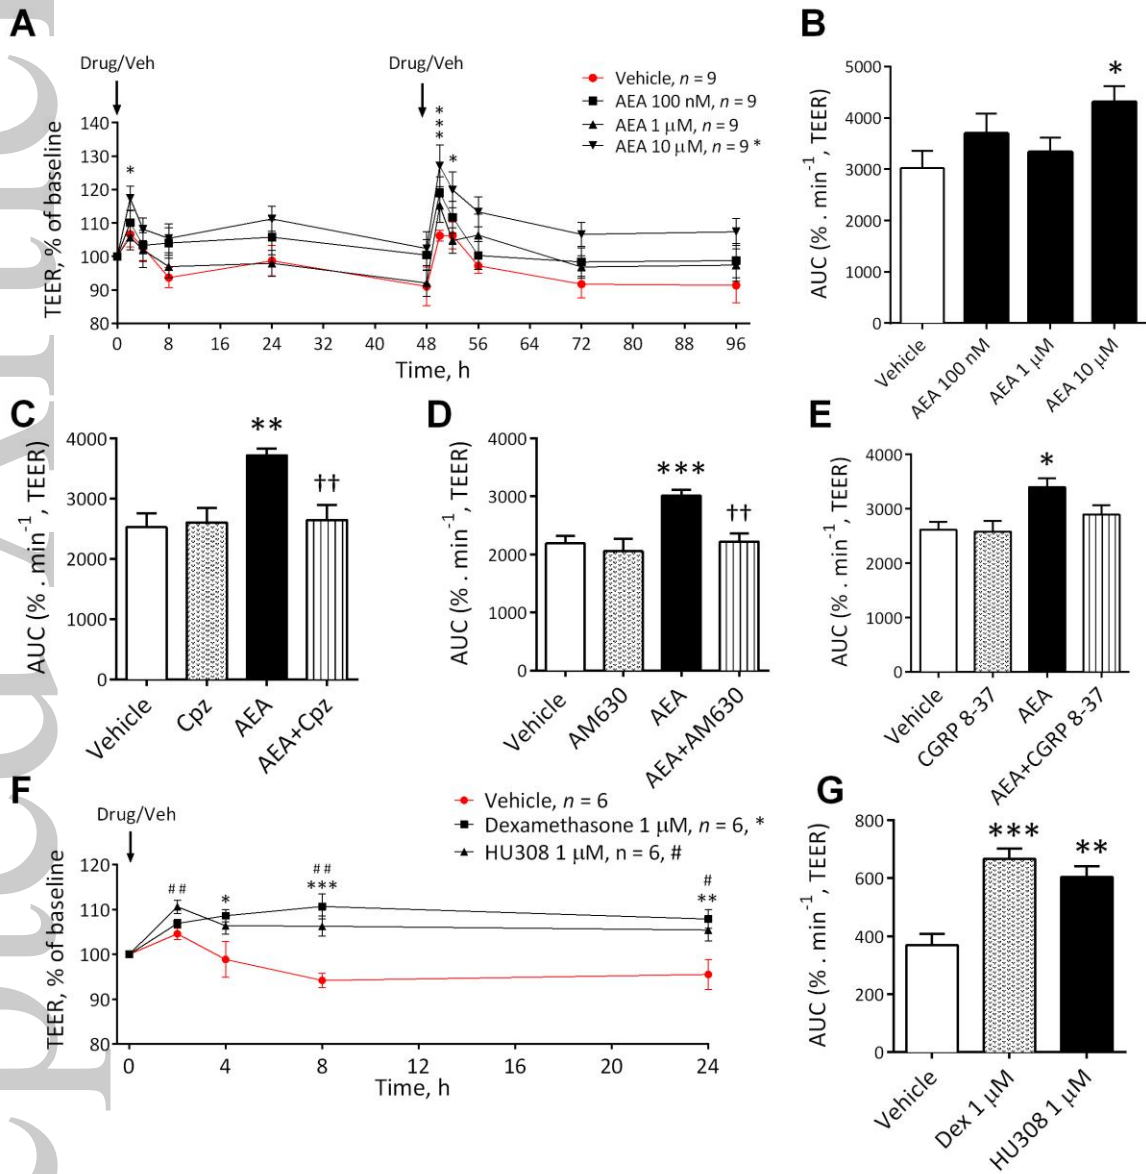 A
Drug/Veh
Drug/Veh
Vehicle, n = 9
AEA 100 nM, n = 9
AEA 1 μM, n = 9
AEA 10 μM, n = 9 *
TEER, % of baseline
140
130
120
110
100
90
80
*
*
*
*
*
0
8
16
24
32
40
48
56
64
72
80
88
96
Time, h
B
AUC (% . min-1, TEER)
5000
4000
3000
2000
1000
0
*
Vehicle
AEA 100 nM
AEA 1 μM
AEA 10 μM
C
AUC (% . min-1, TEER)
4000
3000
2000
1000
0
**
††
Vehicle
Cpz
AEA
AEA+Cpz
D
AUC (% . min-1, TEER)
4000
3000
2000
1000
0
***
††
Vehicle
AM630
AEA
AEA+AM630
E
AUC (% . min-1, TEER)
4000
3000
2000
1000
0
*
Vehicle
CGRP 8-37
AEA
AEA+CGRP 8-37
F
Drug/Veh
Vehicle, n = 6
Dexamethasone 1 μM, n = 6, *
HU308 1 μM, n = 6, #
TEER, % of baseline
120
110
100
90
80
##
*
##
***
#
**
0
4
8
12
16
20
24
Time, h
G
AUC (% . min-1, TEER)
800
600
400
200
0
***
**
Vehicle
Dex 1 μM
HU308 1 μM